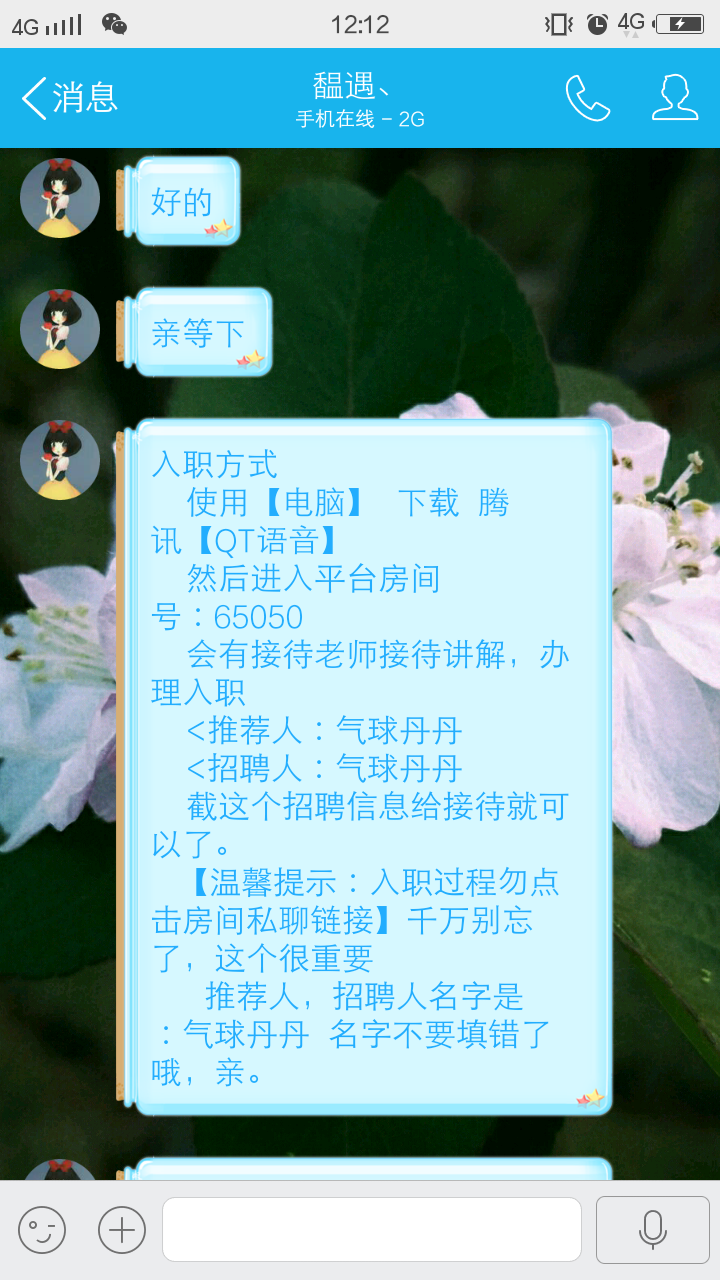 4G 12:12 4G
消息
馧遇、
手机在线 - 2G
好的
亲等下
入职方式
使用【电脑】 下载 腾
讯【QT语音】
然后进入平台房间
号：65050
会有接待老师接待讲解，办
理入职
<推荐人：气球丹丹
<招聘人：气球丹丹
截这个招聘信息给接待就可
以了。
【温馨提示：入职过程勿点
击房间私聊链接】千万别忘
了，这个很重要
推荐人，招聘人名字是
：气球丹丹 名字不要填错了
哦，亲。